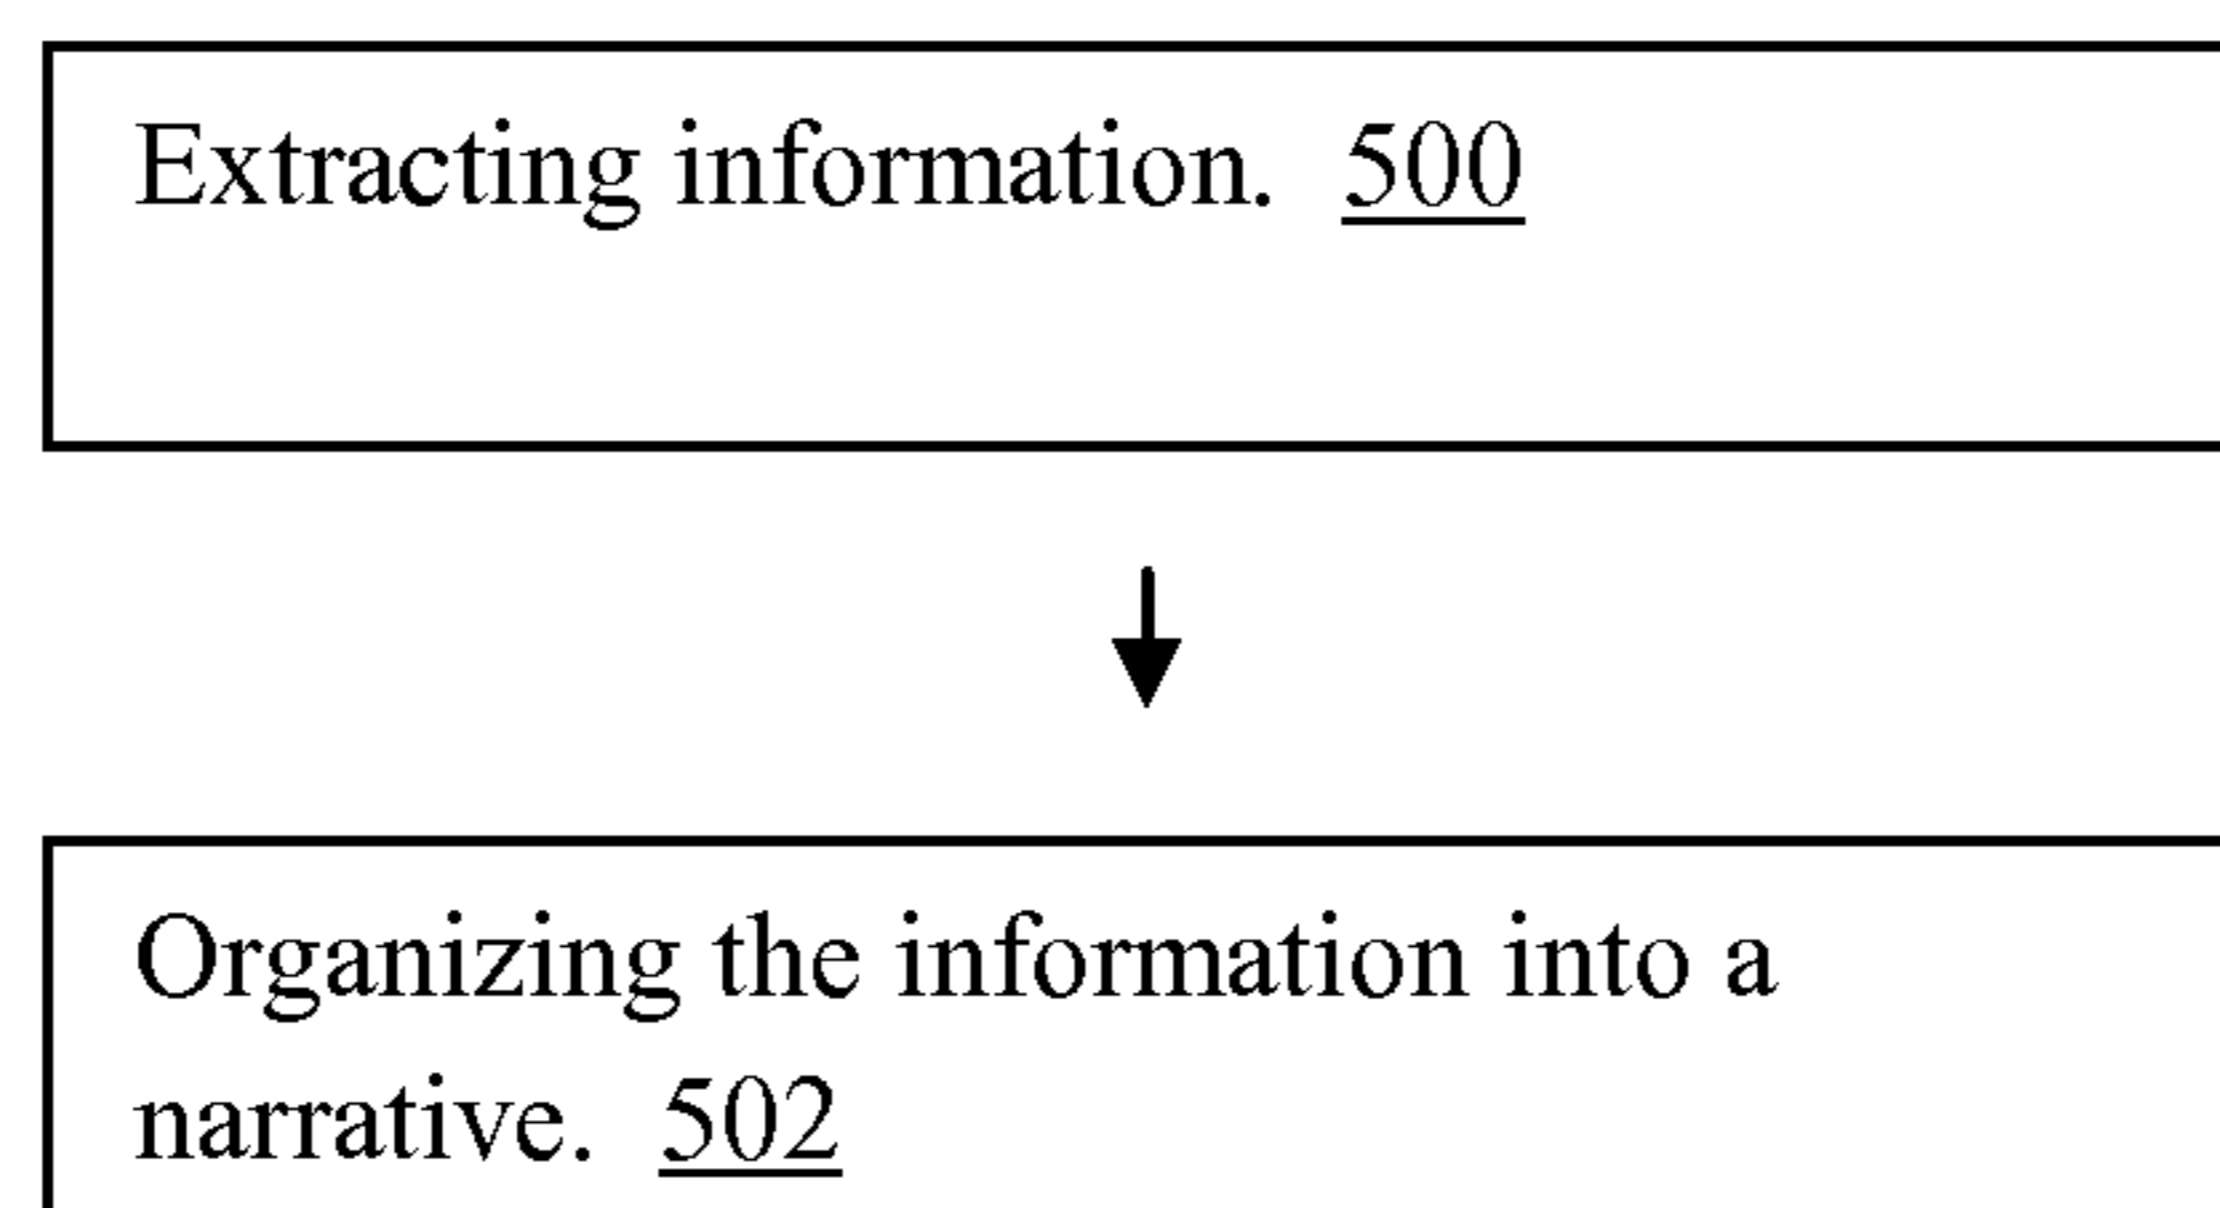 Extracting information. 500
Organizing the information into a
narrative. 502